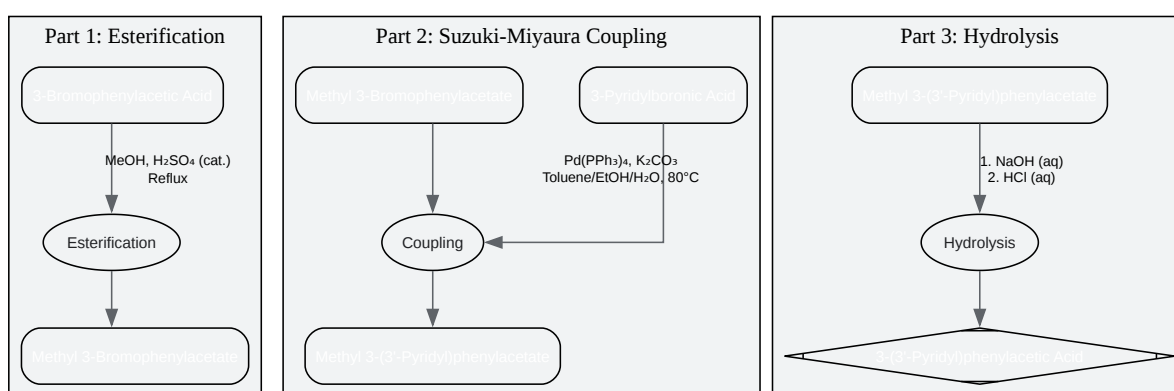 Part 1: Esterification
3-Bromophenylacetic Acid
MeOH, H₂SO₄ (cat.)
Reflux
Esterification
Methyl 3-Bromophenylacetate
Part 2: Suzuki-Miyaura Coupling
Methyl 3-Bromophenylacetate
3-Pyridylboronic Acid
Pd(PPh₃)₄, K₂CO₃
Toluene/EtOH/H₂O, 80°C
Coupling
Methyl 3-(3'-Pyridyl)phenylacetate
Part 3: Hydrolysis
Methyl 3-(3'-Pyridyl)phenylacetate
1. NaOH (aq)
2. HCl (aq)
Hydrolysis
3-(3'-Pyridyl)phenylacetic Acid